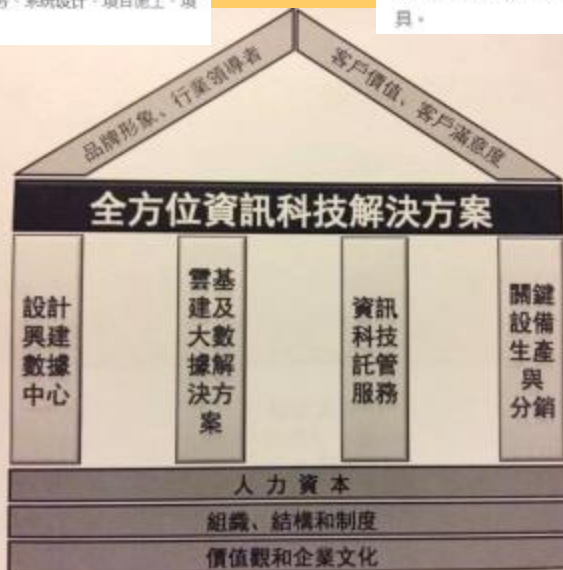 具。
品牌形象、行業領導者
客戶價值、客戶滿意度
全方位資訊科技解決方案
設計
興建
數據
中心
雲基
建及
大數
據解
決方
案
資訊
科技
託管
服務
關鍵
設備
生產
與
分銷
人力資本
組織、結構和制度
價值觀和企業文化